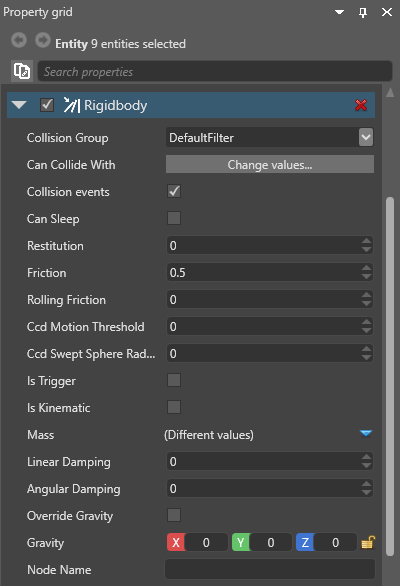 Property grid
Entity 9 entities selected
Search properties
Rigidbody
Collision Group DefaultFilter
Can Collide With Change values...
Collision events
Can Sleep
Restitution 0
Friction 0.5
Rolling Friction 0
Ccd Motion Threshold 0
Ccd Swept Sphere Rad... 0
Is Trigger
Is Kinematic
Mass (Different values)
Linear Damping 0
Angular Damping 0
Override Gravity
Gravity X 0 Y 0 Z 0
Node Name